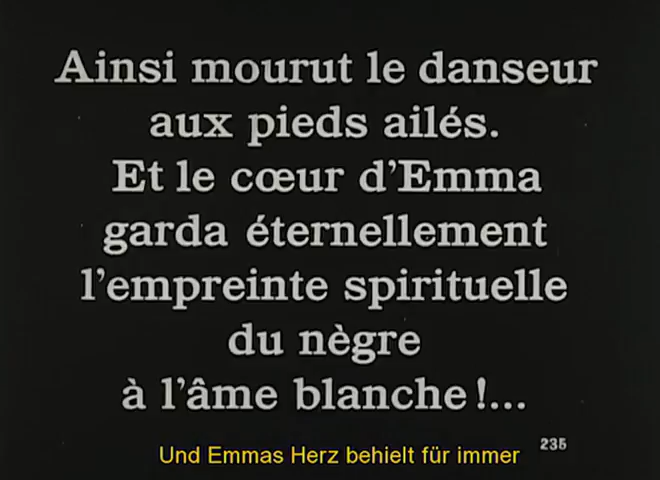 Ainsi mourut le danseur
aux pieds ailés.
Et le cœur d'Emma
garda éternellement
l'empreinte spirituelle
du nègre
à l'âme blanche !...
235
Und Emmas Herz behielt für immer